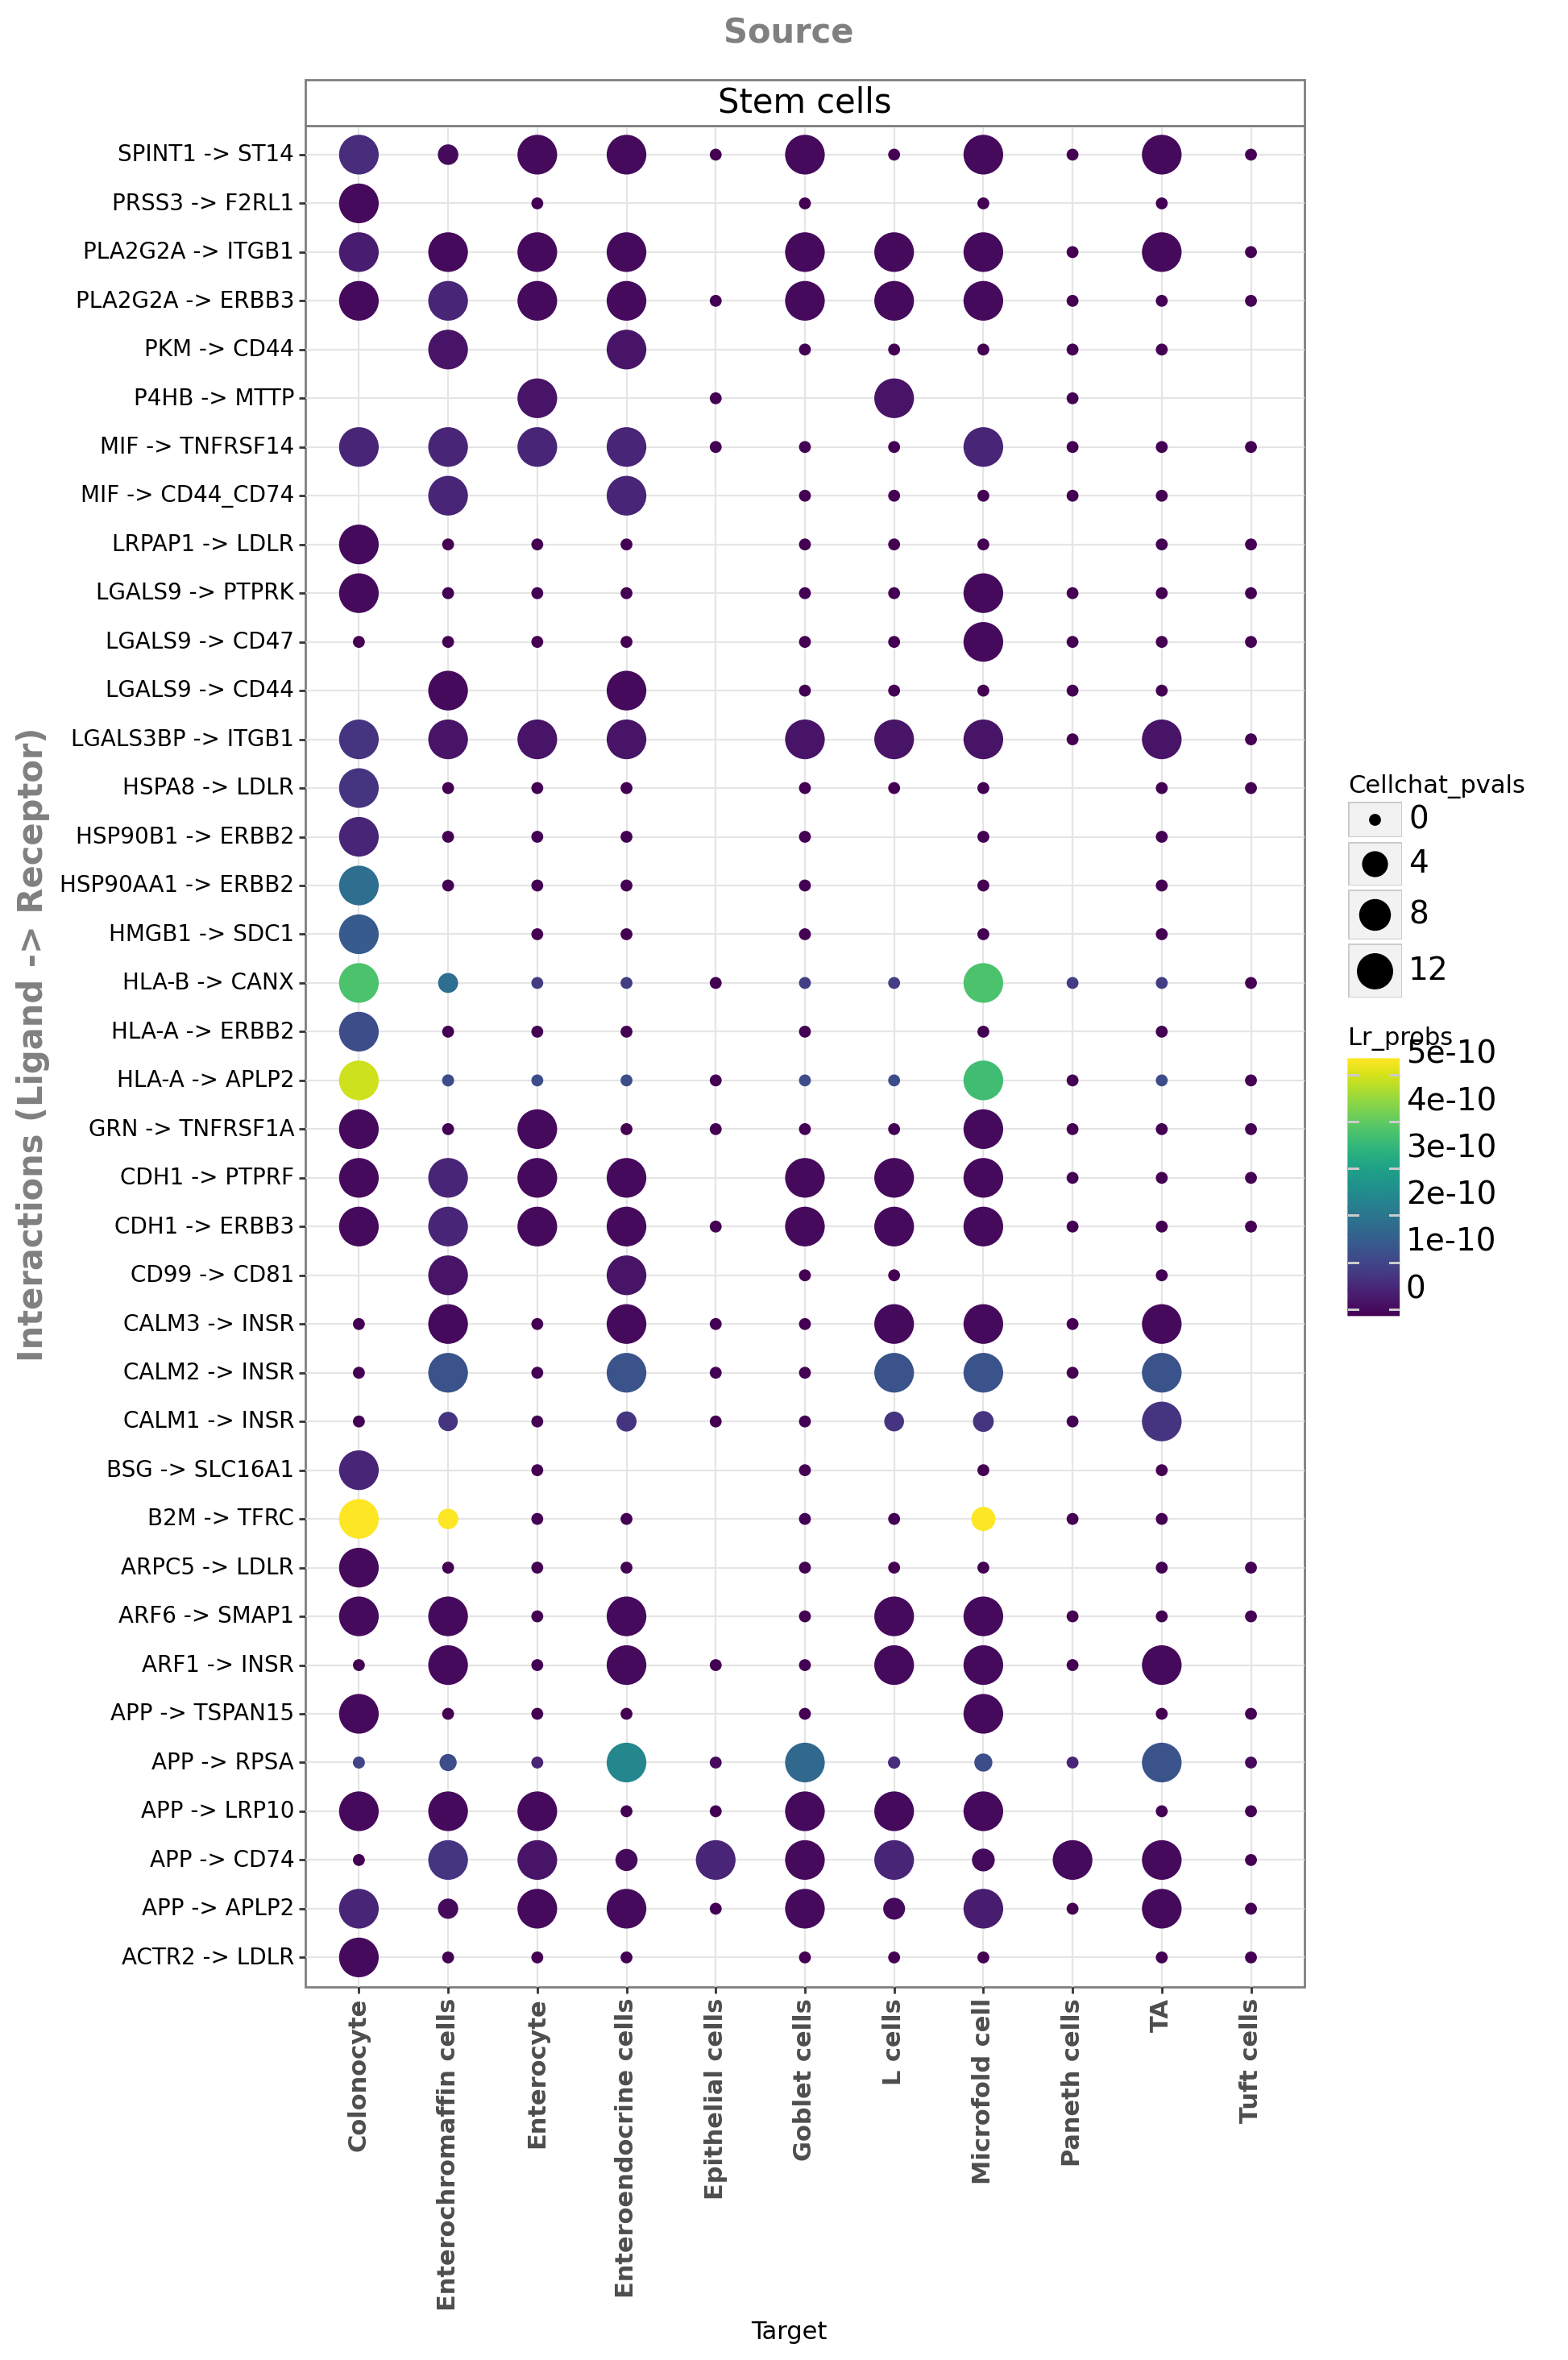 Source
Stem cells
Interactions (Ligand -> Receptor)
SPINT1 -> ST14
PRSS3 -> F2RL1
PLA2G2A -> ITGB1
PLA2G2A -> ERBB3
PKM -> CD44
P4HB -> MTTP
MIF -> TNFRSF14
MIF -> CD44_CD74
LRPAP1 -> LDLR
LGALS9 -> PTPRK
LGALS9 -> CD47
LGALS9 -> CD44
LGALS3BP -> ITGB1
HSPA8 -> LDLR
HSP90B1 -> ERBB2
HSP90AA1 -> ERBB2
HMGB1 -> SDC1
HLA-B -> CANX
HLA-A -> ERBB2
HLA-A -> APLP2
GRN -> TNFRSF1A
CDH1 -> PTPRF
CDH1 -> ERBB3
CD99 -> CD81
CALM3 -> INSR
CALM2 -> INSR
CALM1 -> INSR
BSG -> SLC16A1
B2M -> TFRC
ARPC5 -> LDLR
ARF6 -> SMAP1
ARF1 -> INSR
APP -> TSPAN15
APP -> RPSA
APP -> LRP10
APP -> CD74
APP -> APLP2
ACTR2 -> LDLR
Colonocyte
Enterochromaffin cells
Enterocyte
Enteroendocrine cells
Epithelial cells
Goblet cells
L cells
Microfold cell
Paneth cells
TA
Tuft cells
Target
Cellchat_pvals
0
4
8
12
Lr_probs
5e-10
4e-10
3e-10
2e-10
1e-10
0